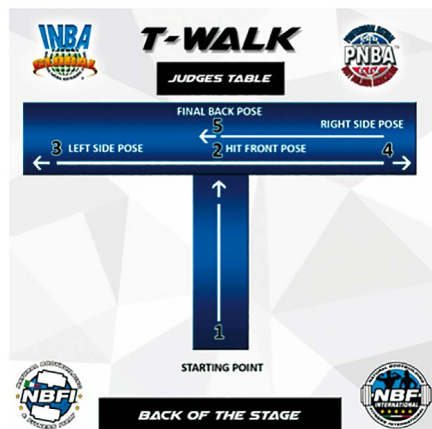 INBA
GLOBAL
T-WALK
PNBA
JUDGES TABLE
FINAL BACK POSE
5
RIGHT SIDE POSE
3 LEFT SIDE POSE
2 HIT FRONT POSE
4
1
STARTING POINT
NBFI
BACK OF THE STAGE
NBF
INTERNATIONAL